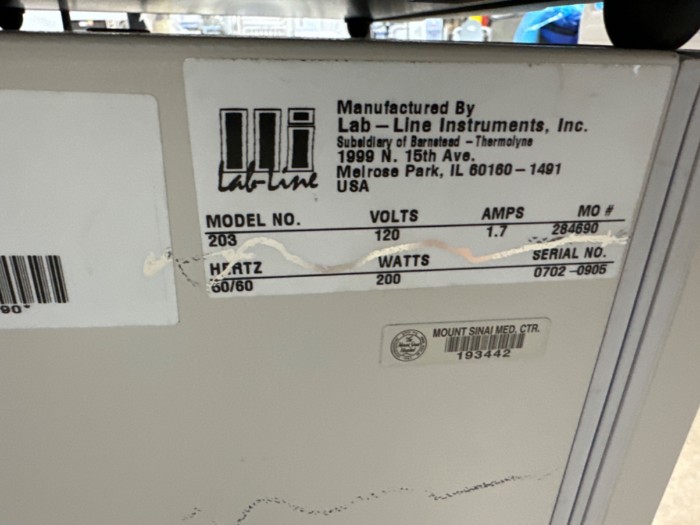 Manufactured By
Lab-Line Instruments, Inc.
Subsidiary of Barnstead - Thermolyne
1999 N. 15th Ave.
Melrose Park, IL 60160-1491
USA
Lab-Line
MODEL NO. VOLTS AMPS MO #
203 120 1.7 284690
HERTZ WATTS SERIAL NO.
60/60 200 0702-0905
90*
MOUNT SINAI MED. CTR.
193442